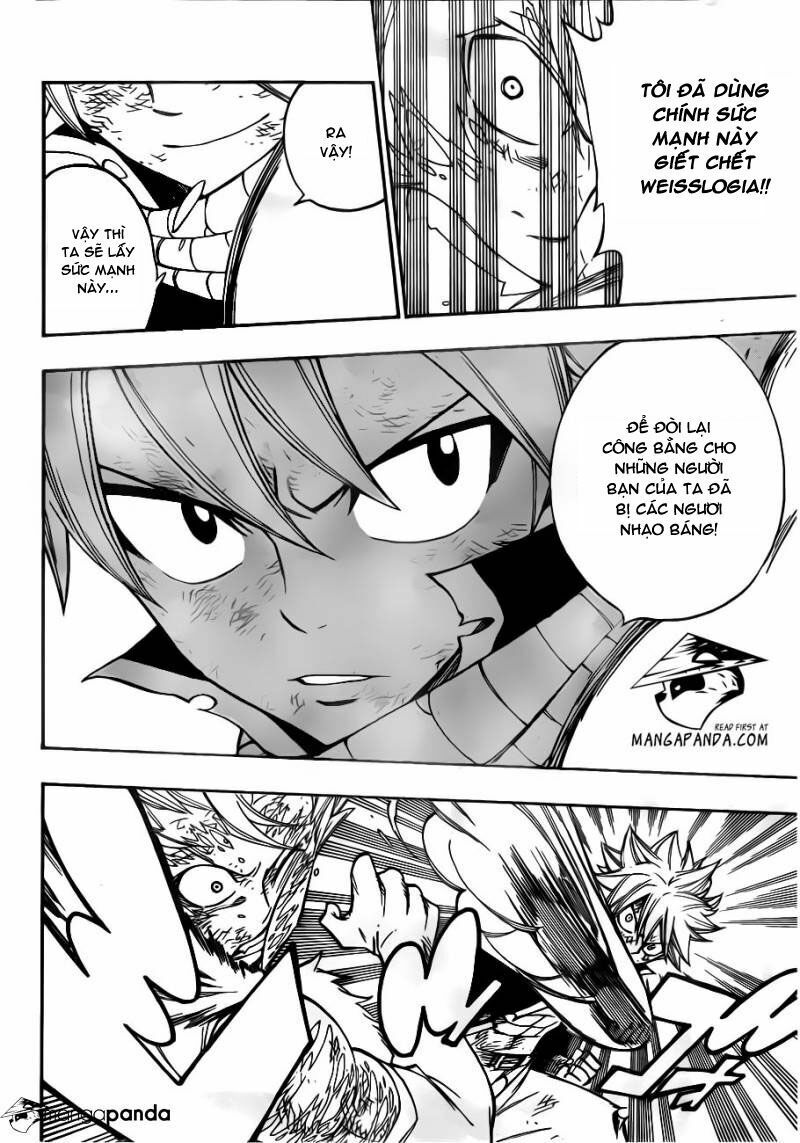 TÔI ĐÃ DÙNG
CHÍNH SỨC
MẠNH NÀY
GIẾT CHẾT
WEISSLOGIA!!
RA
VẬY!
VẬY THÌ
TA SẼ LẤY
SỨC MẠNH
NÀY...
ĐỂ ĐÒI LẠI
CÔNG BẰNG CHO
NHỮNG NGƯỜI
BẠN CỦA TA ĐÃ
BỊ CÁC NGƯƠI
NHẠO BÁNG!
READ FIRST AT
MANGAPANDA.COM
mangapanda